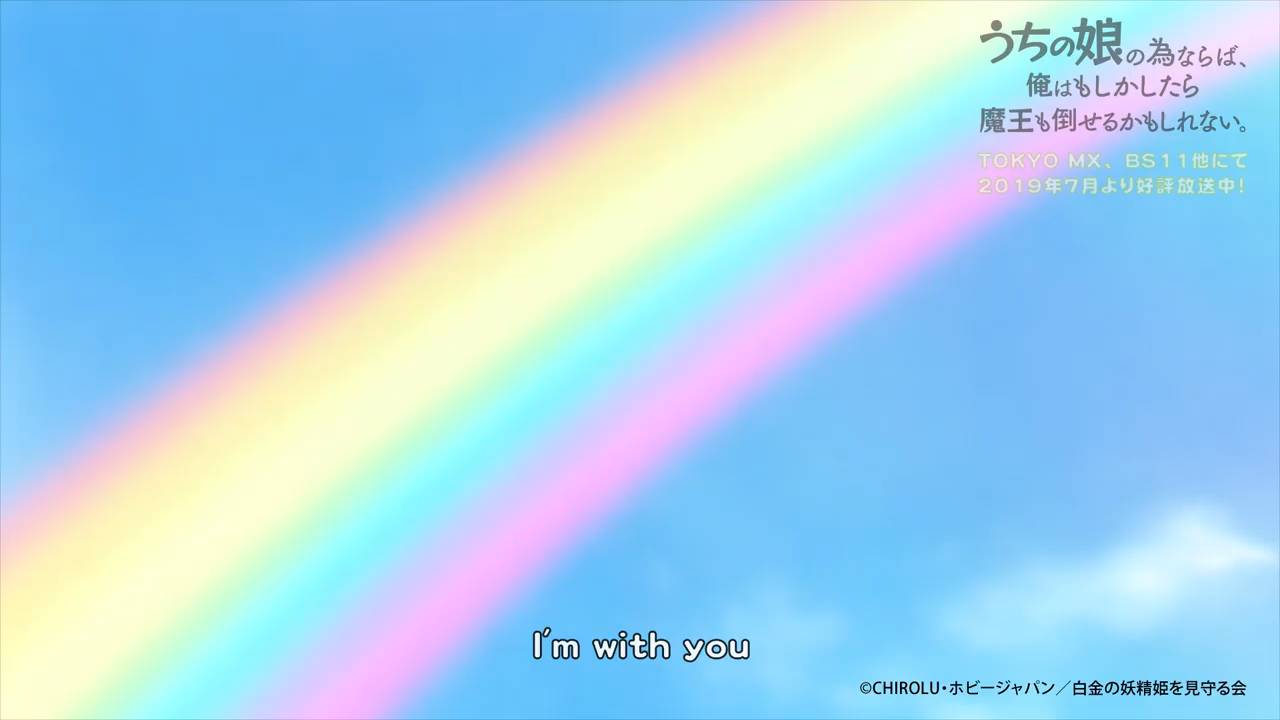 うちの娘の為ならば、
俺はもしかしたら
魔王も倒せるかもしれない。
TOKYO MX、BS11他にて
2019年7月より好評放送中!
I'm with you
©CHIROLU・ホビージャパン／白金の妖精姫を見守る会